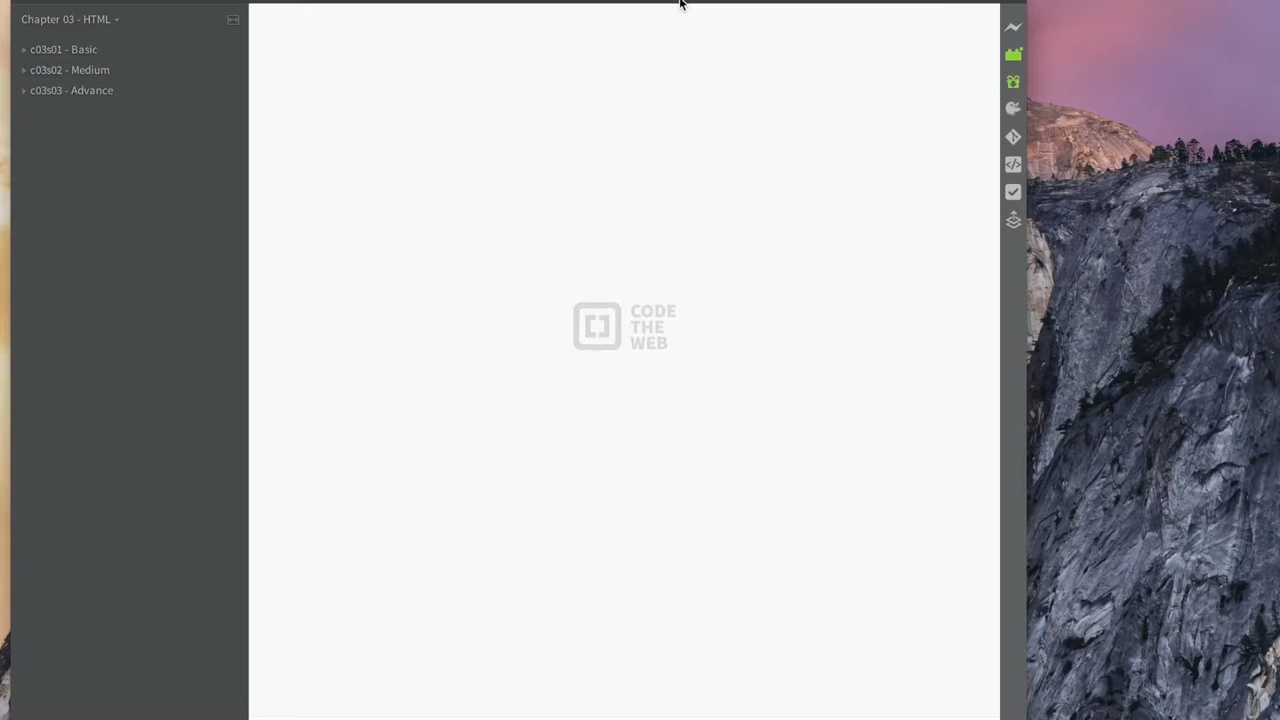 Chapter 03 - HTML
c03s01 - Basic
c03s02 - Medium
c03s03 - Advance
CODE
THE
WEB